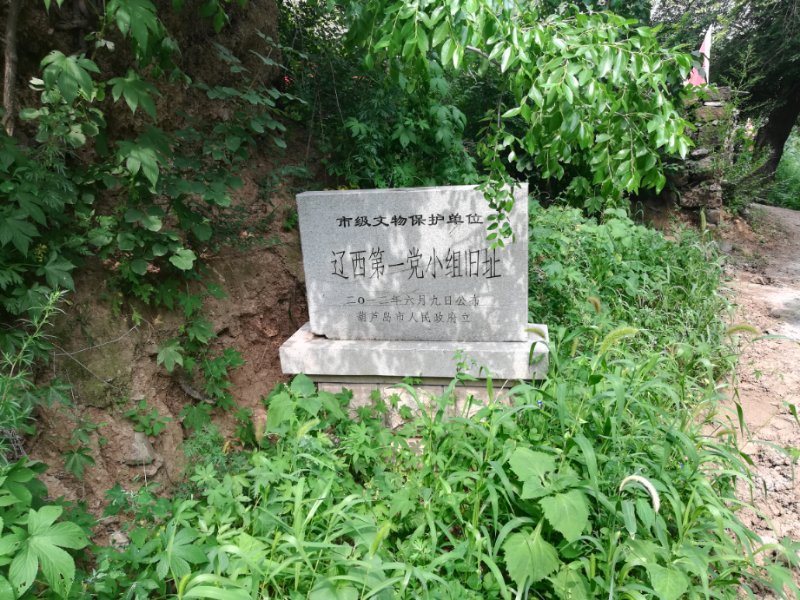 市级文物保护单位
辽西第一党小组旧址
二〇一二年六月九日公布
葫芦岛市人民政府立